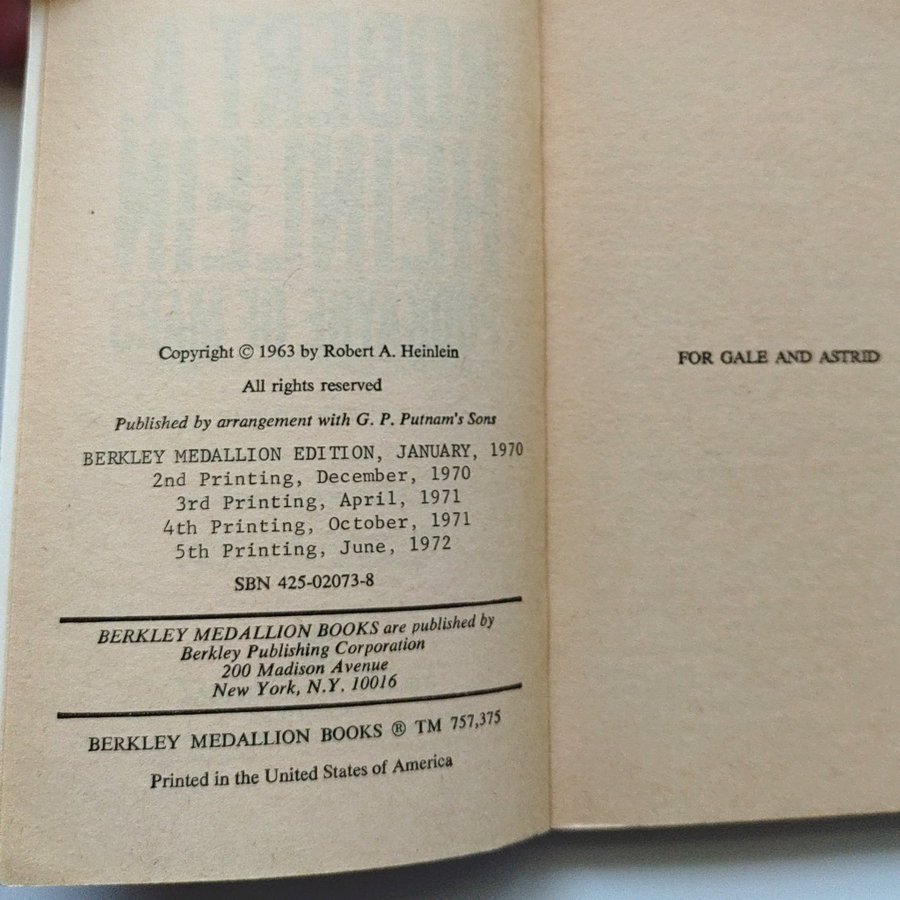 Copyright © 1963 by Robert A. Heinlein
All rights reserved
Published by arrangement with G. P. Putnam's Sons
BERKLEY MEDALLION EDITION, JANUARY, 1970
2nd Printing, December, 1970
3rd Printing, April, 1971
4th Printing, October, 1971
5th Printing, June, 1972
SBN 425-02073-8
BERKLEY MEDALLION BOOKS are published by
Berkley Publishing Corporation
200 Madison Avenue
New York, N.Y. 10016
BERKLEY MEDALLION BOOKS ® TM 757,375
Printed in the United States of America
FOR GALE AND ASTRID